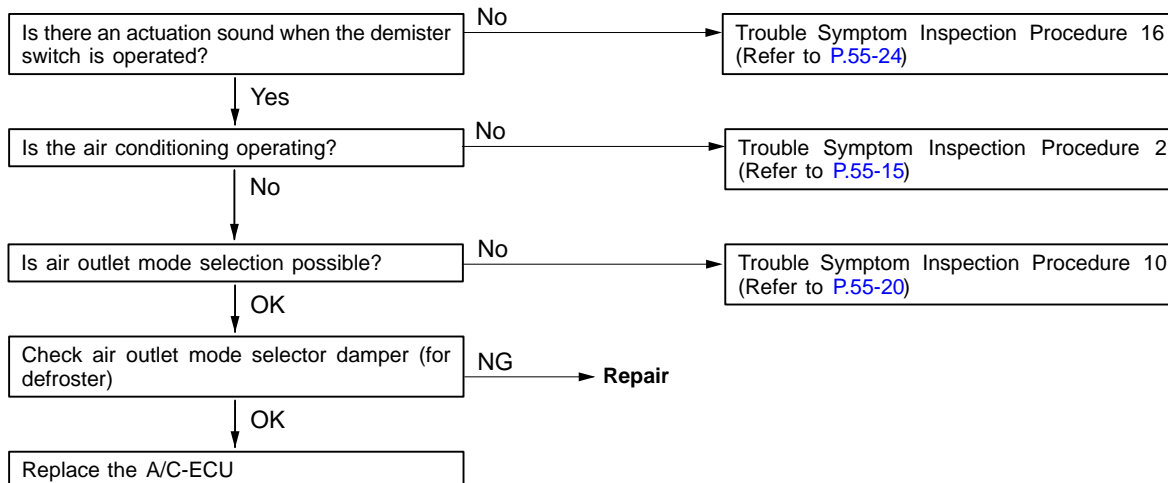 Is there an actuation sound when the demister
switch is operated?
No
Trouble Symptom Inspection Procedure 16
(Refer to P.55-24)
Yes
Is the air conditioning operating?
No
Trouble Symptom Inspection Procedure 2
(Refer to P.55-15)
No
Is air outlet mode selection possible?
No
Trouble Symptom Inspection Procedure 10
(Refer to P.55-20)
OK
Check air outlet mode selector damper (for
defroster)
NG
Repair
OK
Replace the A/C-ECU